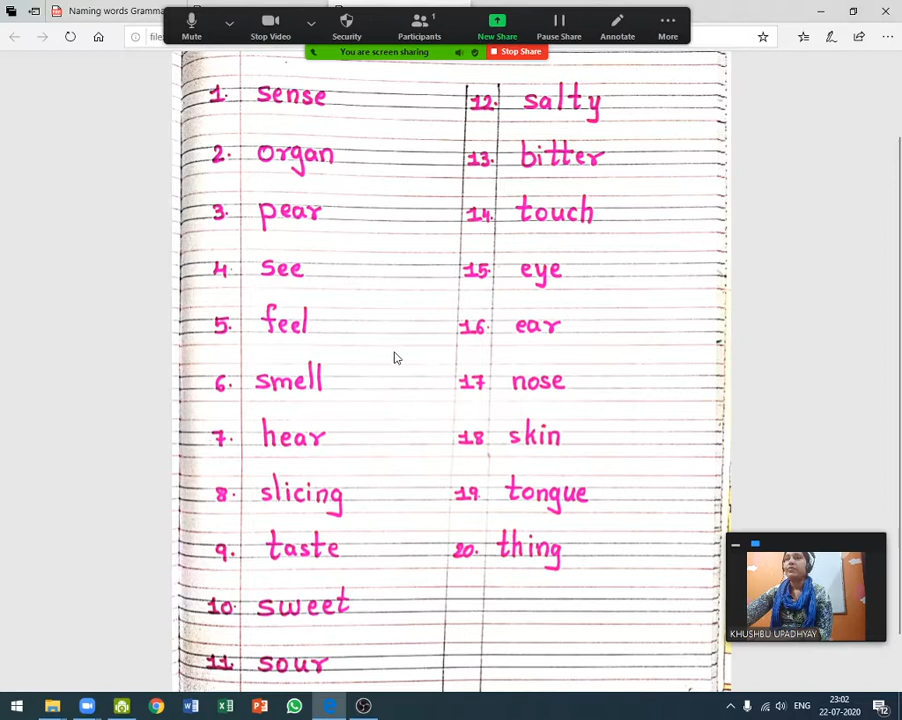 Naming words Gramma
Mute
Stop Video
Participants
1
Security
New Share
Pause Share
Annotate
More
You are screen sharing
Stop Share
file:
1. sense
2. organ
3. pear
4 see
5. feel
6. smell
7. hear
8. slicing
9. taste
10. sweet
11. sour
12. salty
13. bitter
14. touch
15. eye
16. ear
17 nose
18 skin
19 tongue
20. thing
KHUSHBU UPADHYAY
ENG
23:02
22-07-2020
12